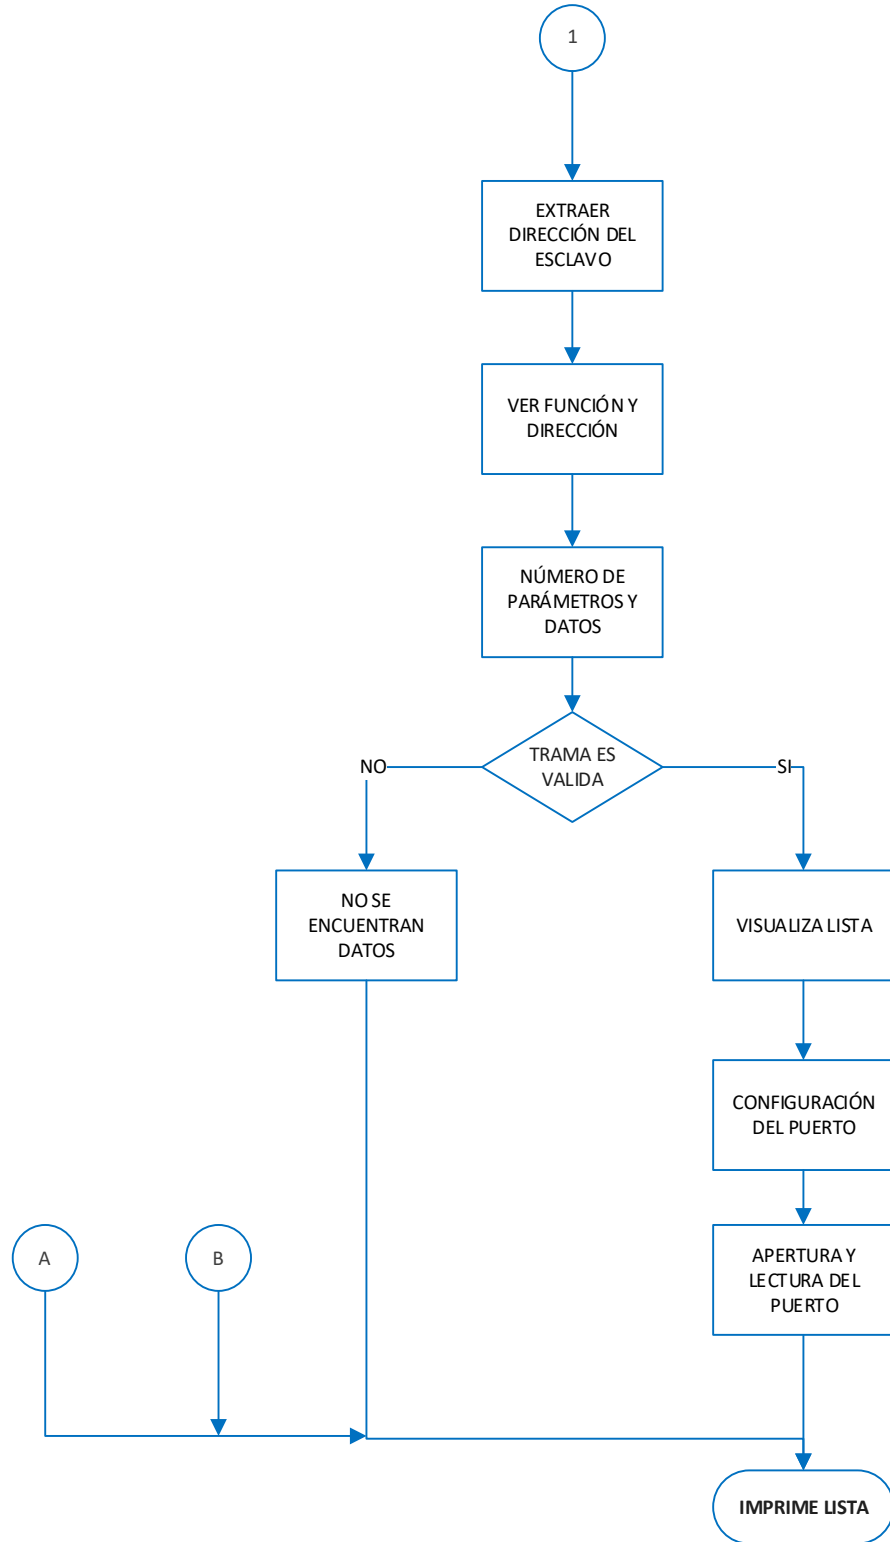 1
EXTRAER
DIRECCIÓN DEL
ESCLAVO
VER FUNCIÓN Y
DIRECCIÓN
NÚMERO DE
PARÁMETROS Y
DATOS
TRAMA ES
VALIDA
NO
SI
NO SE
ENCUENTRAN
DATOS
VISUALIZA LISTA
CONFIGURACIÓN
DEL PUERTO
A
B
APERTURA Y
LECTURA DEL
PUERTO
IMPRIME LISTA